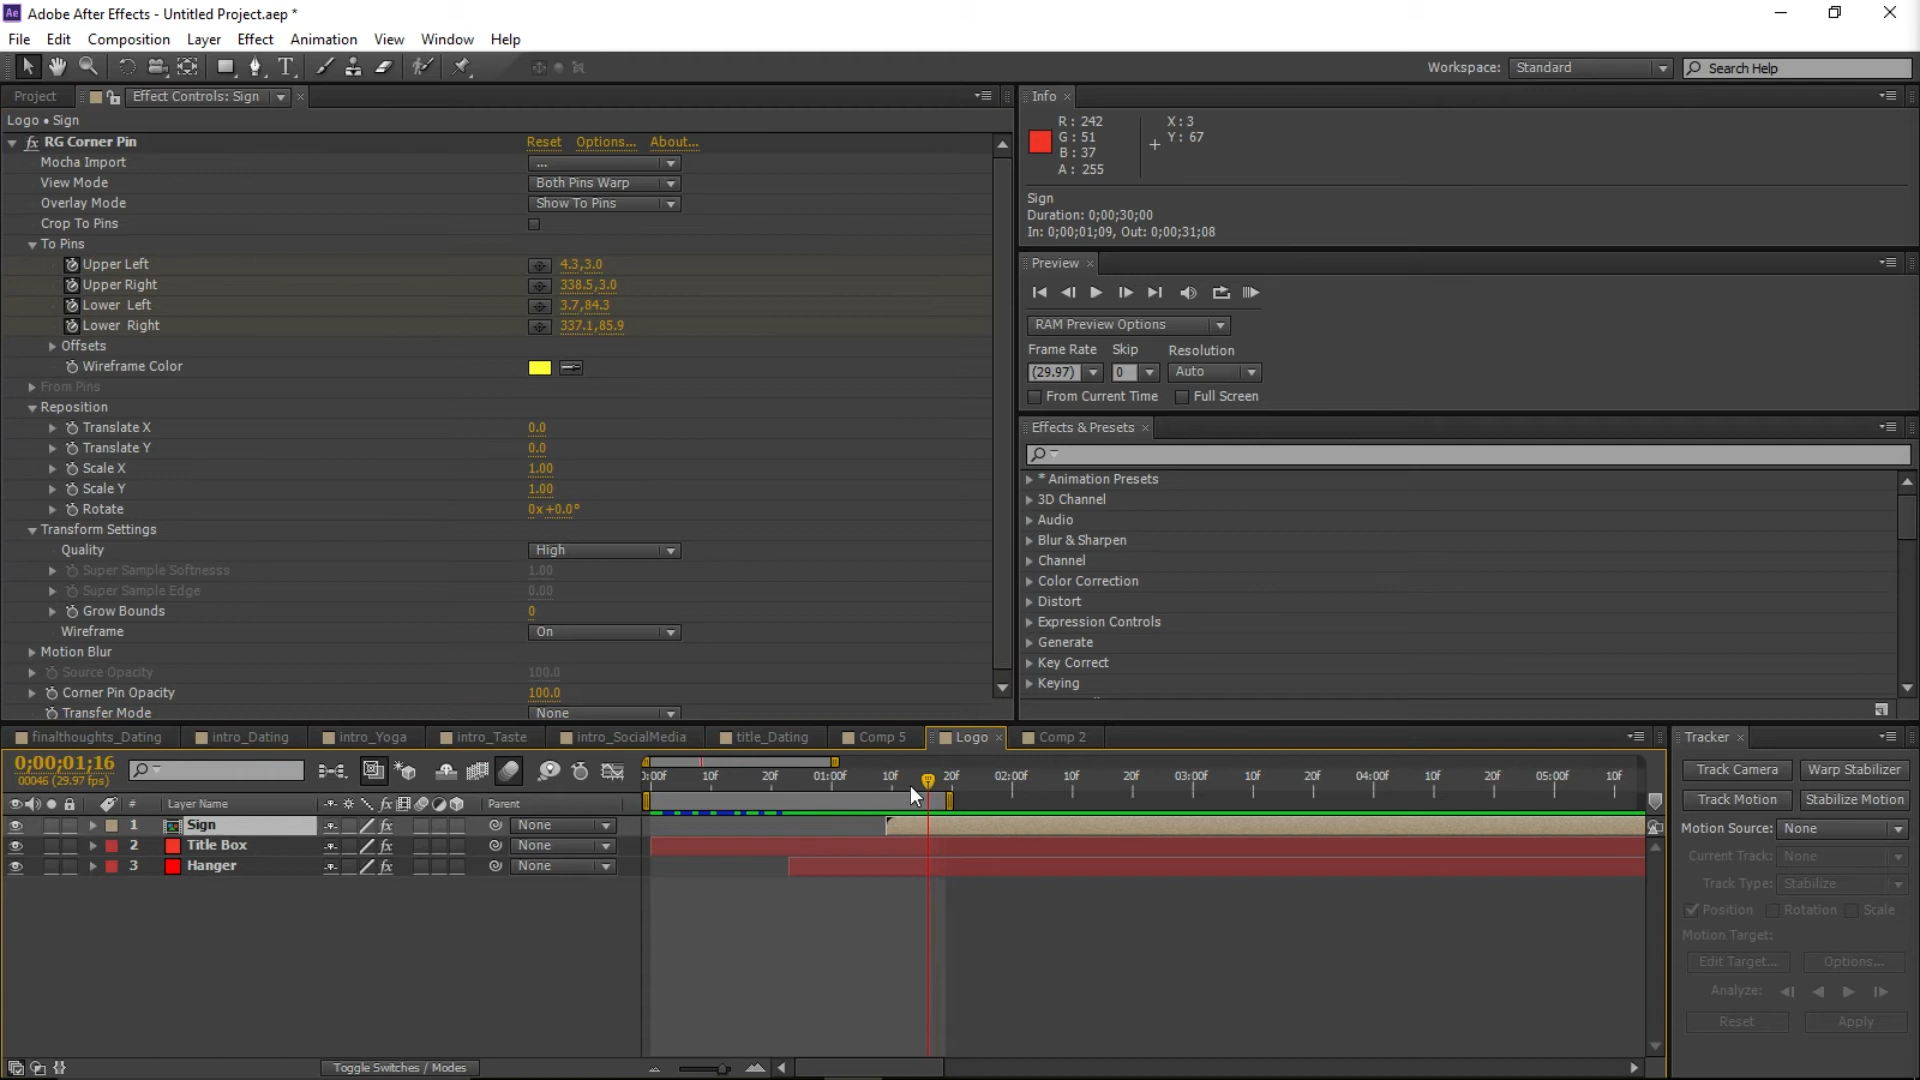 Adobe After Effects - Untitled Project.aep *
File Edit Composition Layer Effect Animation View Window Help
Workspace: Standard Search Help
Project Effect Controls: Sign
Logo • Sign
fx RG Corner Pin Reset Options... About...
Mocha Import ...
View Mode Both Pins Warp
Overlay Mode Show To Pins
Crop To Pins
To Pins
Upper Left 4.3,3.0
Upper Right 338.5,3.0
Lower Left 3.7,84.3
Lower Right 337.1,85.9
Offsets
Wireframe Color
From Pins
Reposition
Translate X 0.0
Translate Y 0.0
Scale X 1.00
Scale Y 1.00
Rotate 0x+0.0°
Transform Settings
Quality High
Super Sample Softnesss 1.00
Super Sample Edge 0.00
Grow Bounds 0
Wireframe On
Motion Blur
Source Opacity 100.0
Corner Pin Opacity 100.0
Transfer Mode None
Info
R: 242 X: 3
G: 51 Y: 67
B: 37
A: 255
Sign
Duration: 0;00;30;00
In: 0;00;01;09, Out: 0;00;31;08
Preview
RAM Preview Options
Frame Rate Skip Resolution
(29.97) 0 Auto
From Current Time Full Screen
Effects & Presets
* Animation Presets
3D Channel
Audio
Blur & Sharpen
Channel
Color Correction
Distort
Expression Controls
Generate
Key Correct
Keying
finalthoughts_Dating intro_Dating intro_Yoga intro_Taste intro_SocialMedia title_Dating Comp 5 Logo Comp 2
0;00;01;16
00046 (29.97 fps)
):00f 10f 20f 01:00f 10f 20f 02:00f 10f 20f 03:00f 10f 20f 04:00f 10f 20f 05:00f 10f
# Layer Name fx Parent
1 Sign fx None
2 Title Box fx None
3 Hanger fx None
Toggle Switches / Modes
Tracker
Track Camera Warp Stabilizer
Track Motion Stabilize Motion
Motion Source: None
Current Track: None
Track Type: Stabilize
Position Rotation Scale
Motion Target:
Edit Target... Options...
Analyze:
Reset Apply